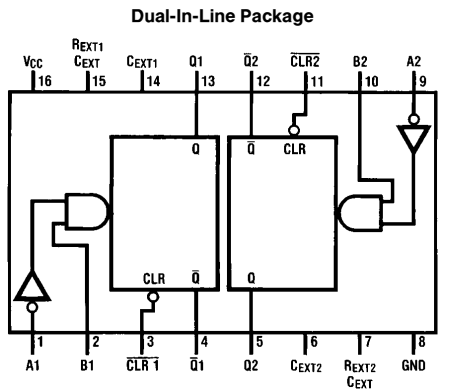 Dual-In-Line Package
REXT1
VCC CEXT CEXT1 Q1 Q̅2 C̅L̅R̅2̅ B2 A2
16 15 14 13 12 11 10 9
Q Q̅ CLR
CLR Q̅ Q
1 2 3 4 5 6 7 8
A1 B1 C̅L̅R̅ ̅1̅ Q̅1 Q2 CEXT2 REXT2 GND
CEXT